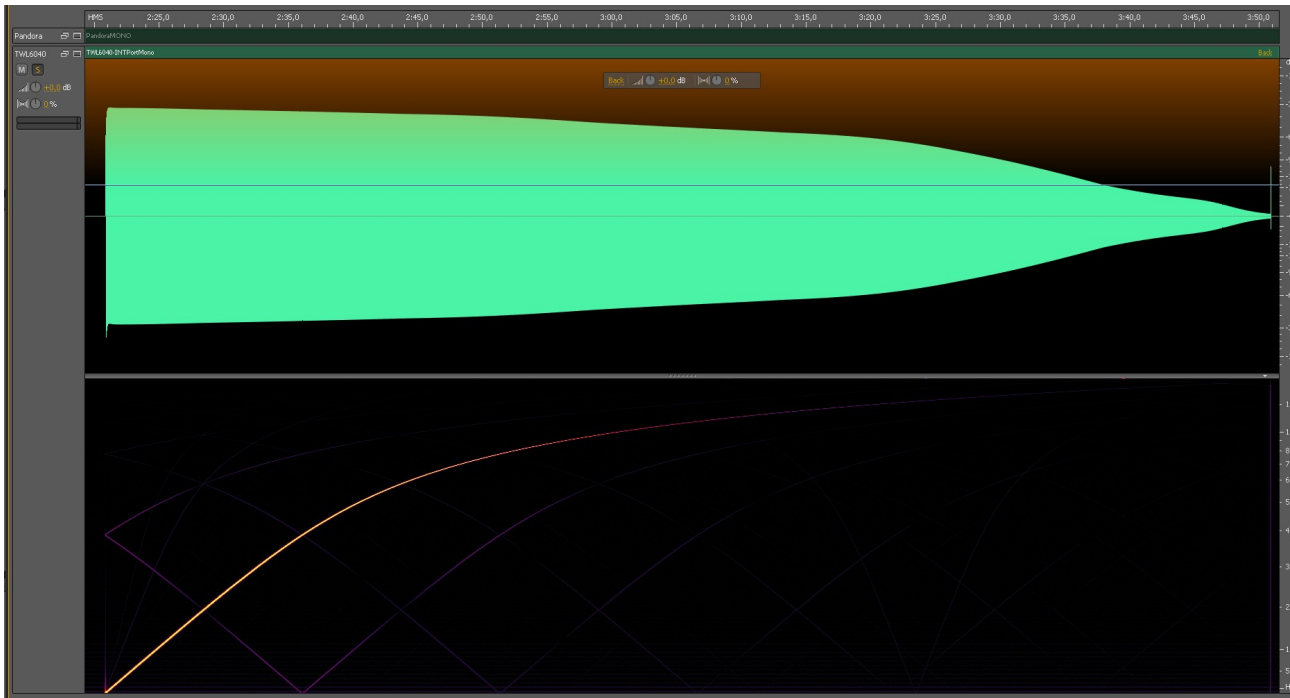 HMS 2:25,0 2:30,0 2:35,0 2:40,0 2:45,0 2:50,0 2:55,0 3:00,0 3:05,0 3:10,0 3:15,0 3:20,0 3:25,0 3:30,0 3:35,0 3:40,0 3:45,0 3:50,0
Pandora PandoraMONO
TWL6040 TWL6040-INTPortMono Back
M S
+0,0 dB
0 %
Back +0,0 dB 0 %